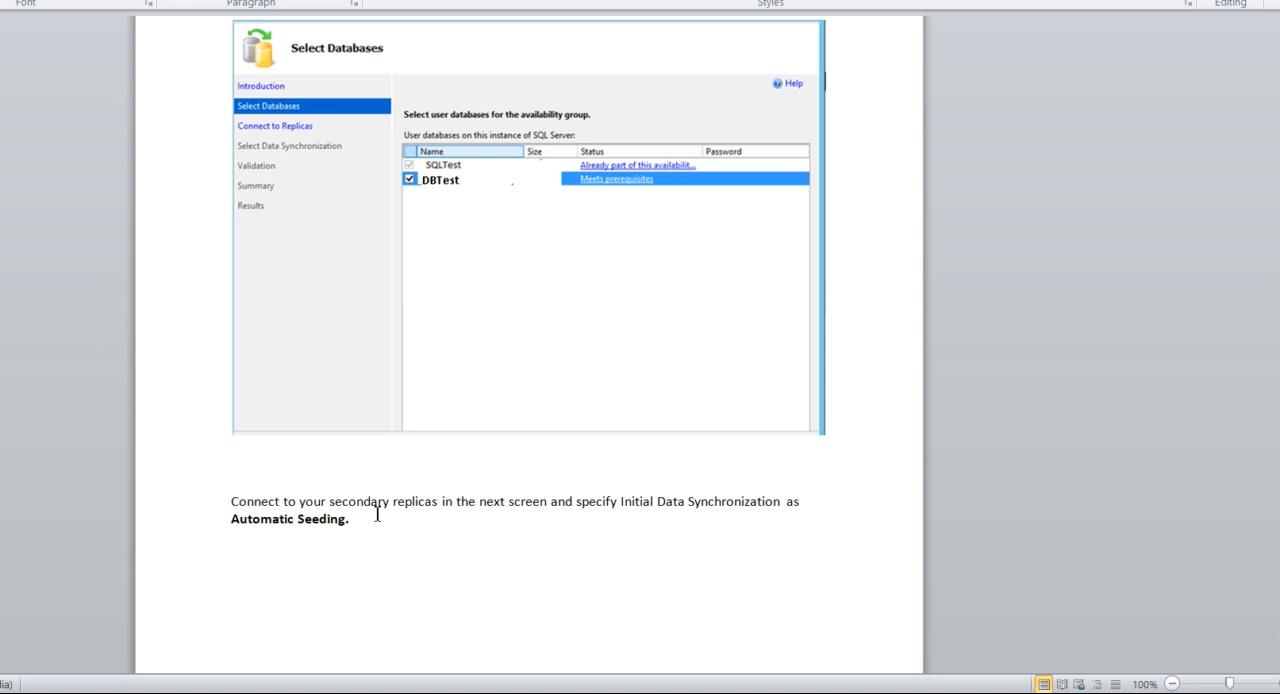 Font
Paragraph
Styles
Editing
Select Databases
Introduction
Help
Select Databases
Select user databases for the availability group.
Connect to Replicas
User databases on this instance of SQL Server:
Select Data Synchronization
Name Size Status Password
Validation
SQLTest Already part of this availabilit...
DBTest Meets prerequisites
Summary
Results
Connect to your secondary replicas in the next screen and specify Initial Data Synchronization as
Automatic Seeding.
100%